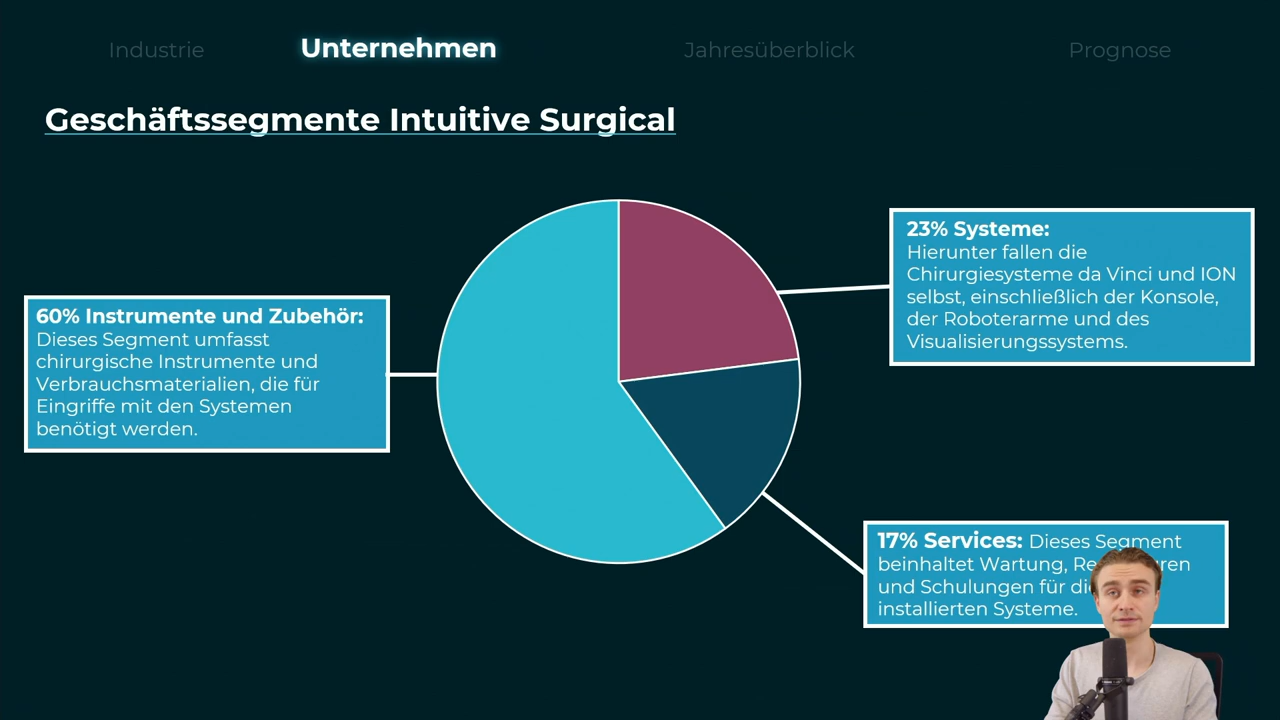 Industrie
Unternehmen
Jahresüberblick
Prognose
Geschäftssegmente Intuitive Surgical
60% Instrumente und Zubehör:
Dieses Segment umfasst
chirurgische Instrumente und
Verbrauchsmaterialien, die für
Eingriffe mit den Systemen
benötigt werden.
23% Systeme:
Hierunter fallen die
Chirurgiesysteme da Vinci und ION
selbst, einschließlich der Konsole,
der Roboterarme und des
Visualisierungssystems.
17% Services: Dieses Segment
beinhaltet Wartung,
und Schulungen für
installierten Systeme.